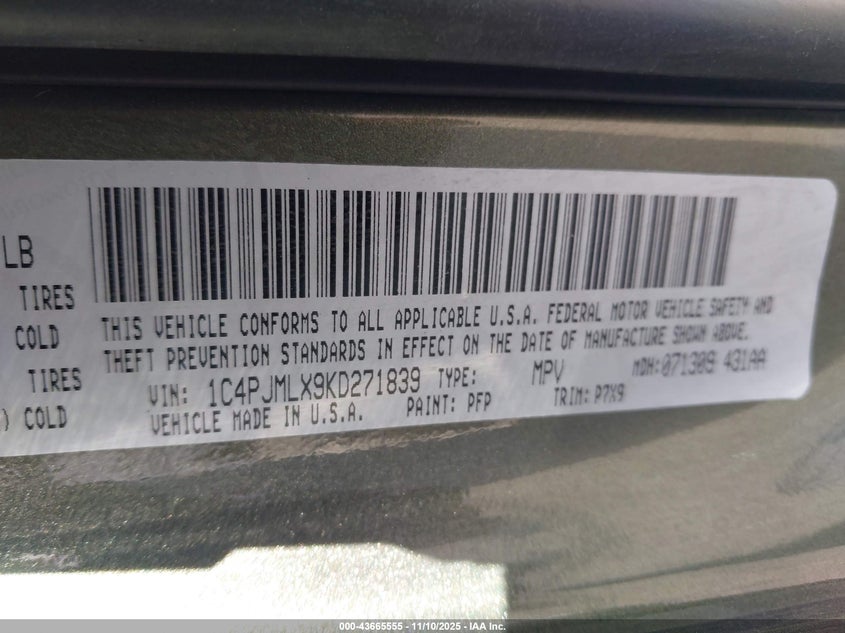 LB
TIRES
COLD
TIRES
) COLD
THIS VEHICLE CONFORMS TO ALL APPLICABLE U.S.A. FEDERAL MOTOR VEHICLE SAFETY AND
THEFT PREVENTION STANDARDS IN EFFECT ON THE DATE OF MANUFACTURE SHOWN ABOVE.
VIN: 1C4PJMLX9KD271839 TYPE: MPV MDH:071309 431AA
VEHICLE MADE IN U.S.A. PAINT: PFP TRIM: P7X9
000-43665555 - 11/10/2025 - IAA Inc.